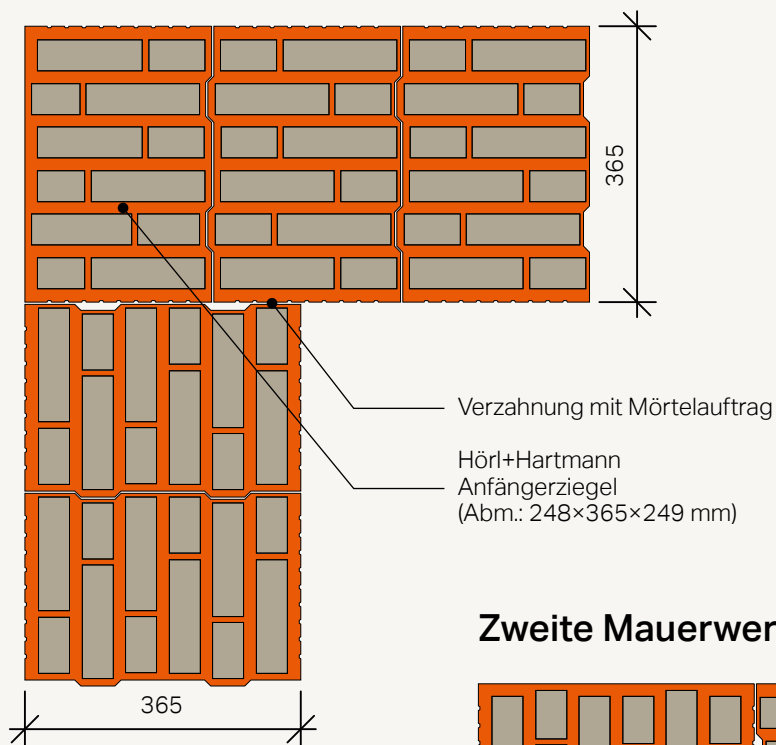 365
Verzahnung mit Mörtelauftrag
Hörl+Hartmann
Anfängerziegel
(Abm.: 248×365×249 mm)
365
Zweite Mauerwer